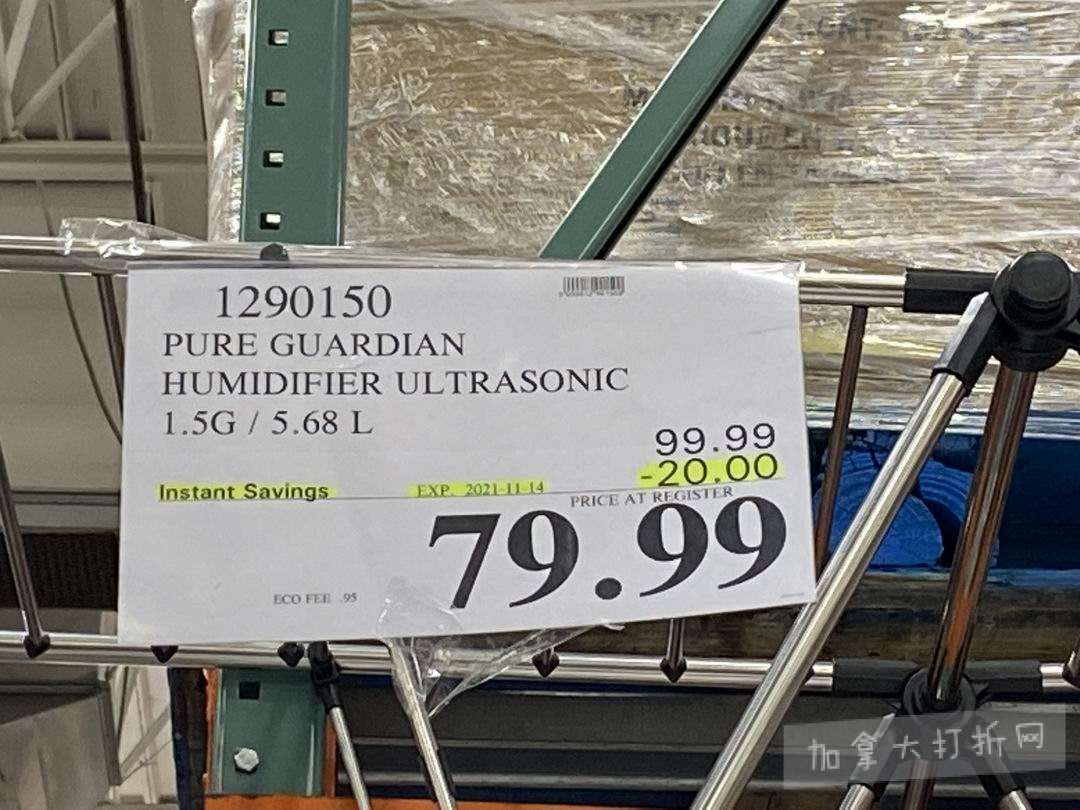 1290150
PURE GUARDIAN
HUMIDIFIER ULTRASONIC
1.5G / 5.68 L
99.99
Instant Savings EXP. 2021-11-14 -20.00
PRICE AT REGISTER
79.99
ECO FEE .95
加拿大打折网